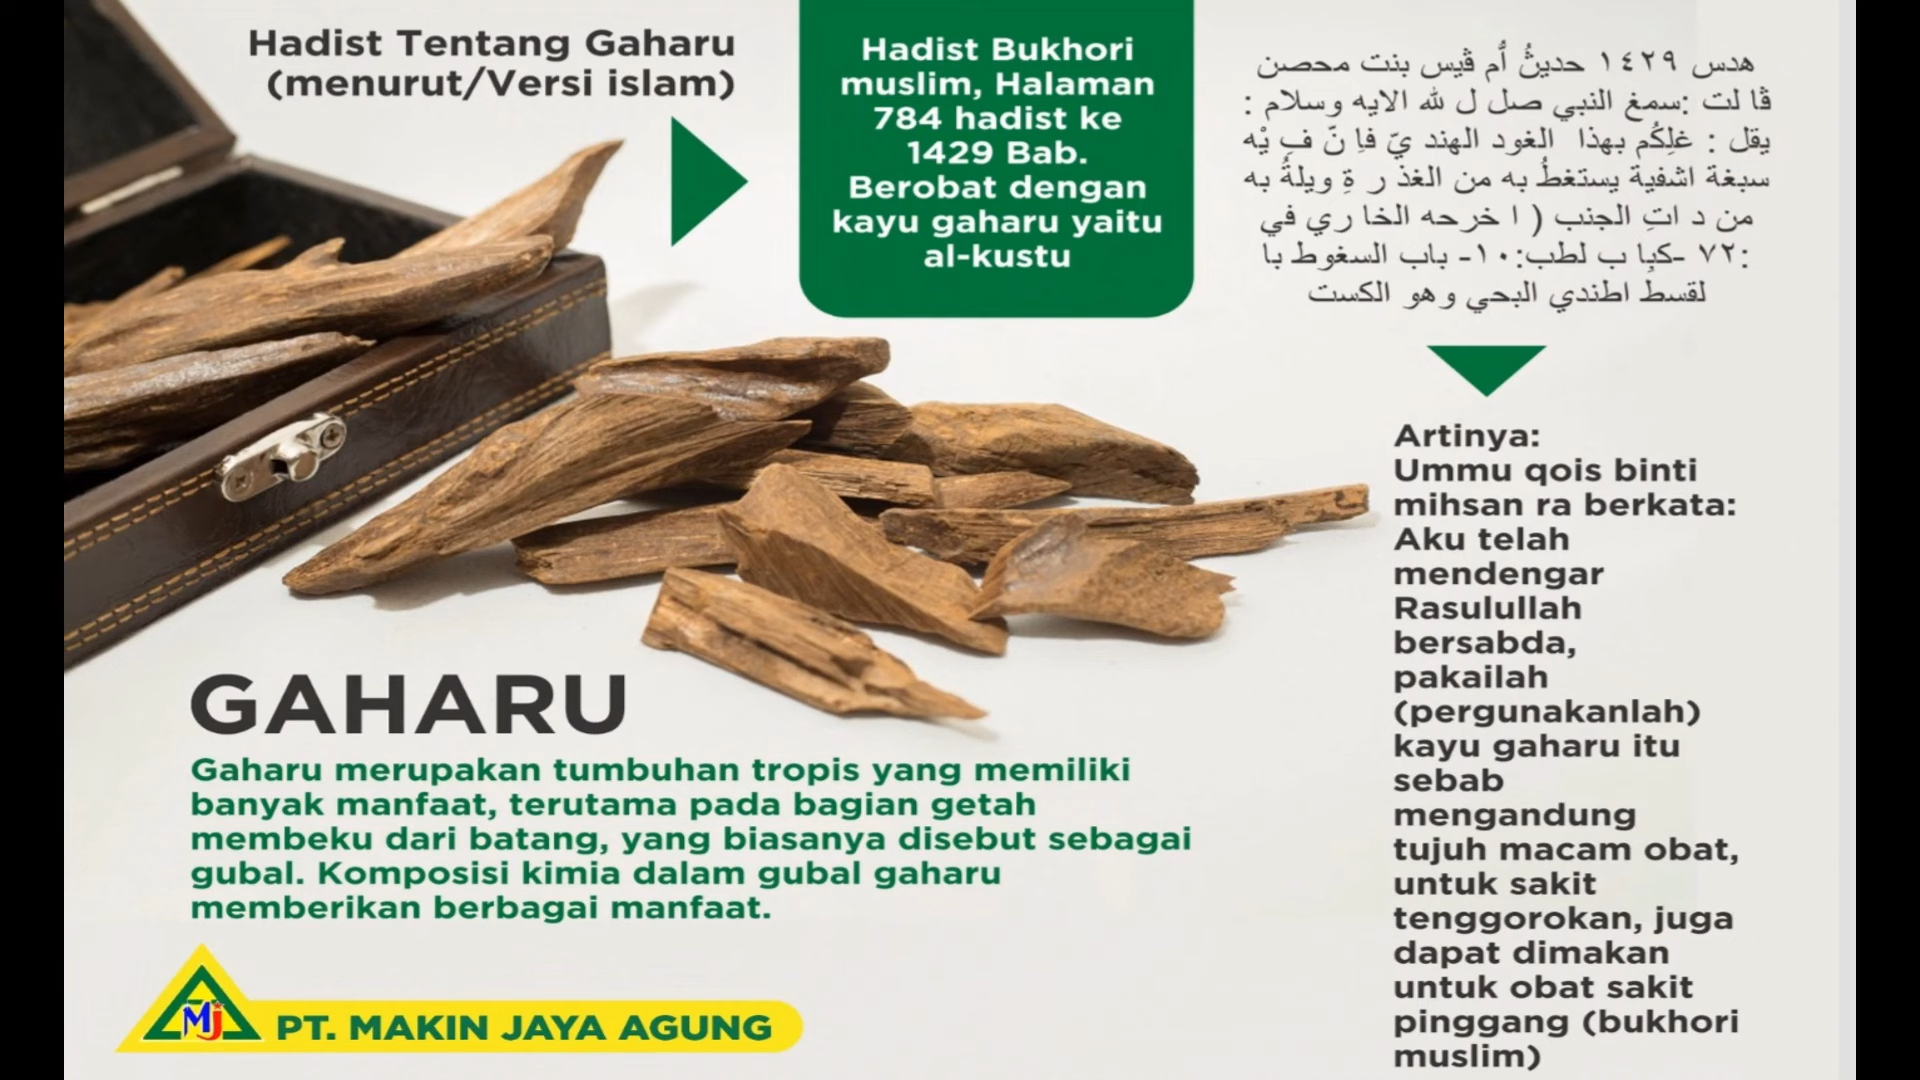 Hadist Tentang Gaharu
(menurut/Versi islam)
Hadist Bukhori
muslim, Halaman
784 hadist ke
1429 Bab.
Berobat dengan
kayu gaharu yaitu
al-kustu
هدس ١٤٢٩ حديثُ أُم ڤيس بنت محصن
ڤا لت :سمغ النبي صل ل لله الايه وسلام :
يقل : غلِكُم بهذا الغود الهند يّ فاِ نّ فِ يْه
سبغة اشفية يستغطُ به من الغذ ر ةِ ويلةُ به
من د اتِ الجنب ( ا خرحه الخا ري في
:٧٢ -كبِا ب لطب:١٠- باب السغوط با
لقسط اطندي البحي وهو الكست
Artinya:
Ummu qois binti
mihsan ra berkata:
Aku telah
mendengar
Rasulullah
bersabda,
pakailah
(pergunakanlah)
kayu gaharu itu
sebab
mengandung
tujuh macam obat,
untuk sakit
tenggorokan, juga
dapat dimakan
untuk obat sakit
pinggang (bukhori
muslim)
GAHARU
Gaharu merupakan tumbuhan tropis yang memiliki
banyak manfaat, terutama pada bagian getah
membeku dari batang, yang biasanya disebut sebagai
gubal. Komposisi kimia dalam gubal gaharu
memberikan berbagai manfaat.
MJ
PT. MAKIN JAYA AGUNG